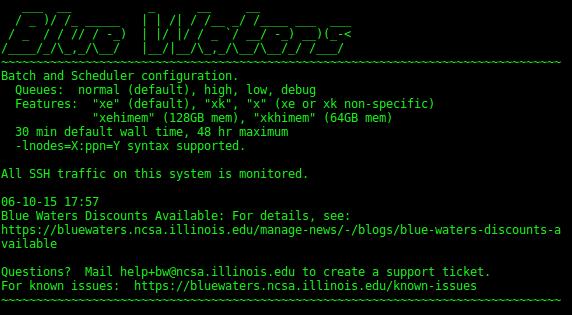 Blue Waters
Batch and Scheduler configuration.
Queues:  normal (default), high, low, debug
Features:  "xe" (default), "xk", "x" (xe or xk non-specific)
"xehimem" (128GB mem), "xkhimem" (64GB mem)
30 min default wall time, 48 hr maximum
-lnodes=X:ppn=Y syntax supported.
All SSH traffic on this system is monitored.
06-10-15 17:57
Blue Waters Discounts Available: For details, see:
https://bluewaters.ncsa.illinois.edu/manage-news/-/blogs/blue-waters-discounts-a
vailable
Questions?  Mail help+bw@ncsa.illinois.edu to create a support ticket.
For known issues:  https://bluewaters.ncsa.illinois.edu/known-issues